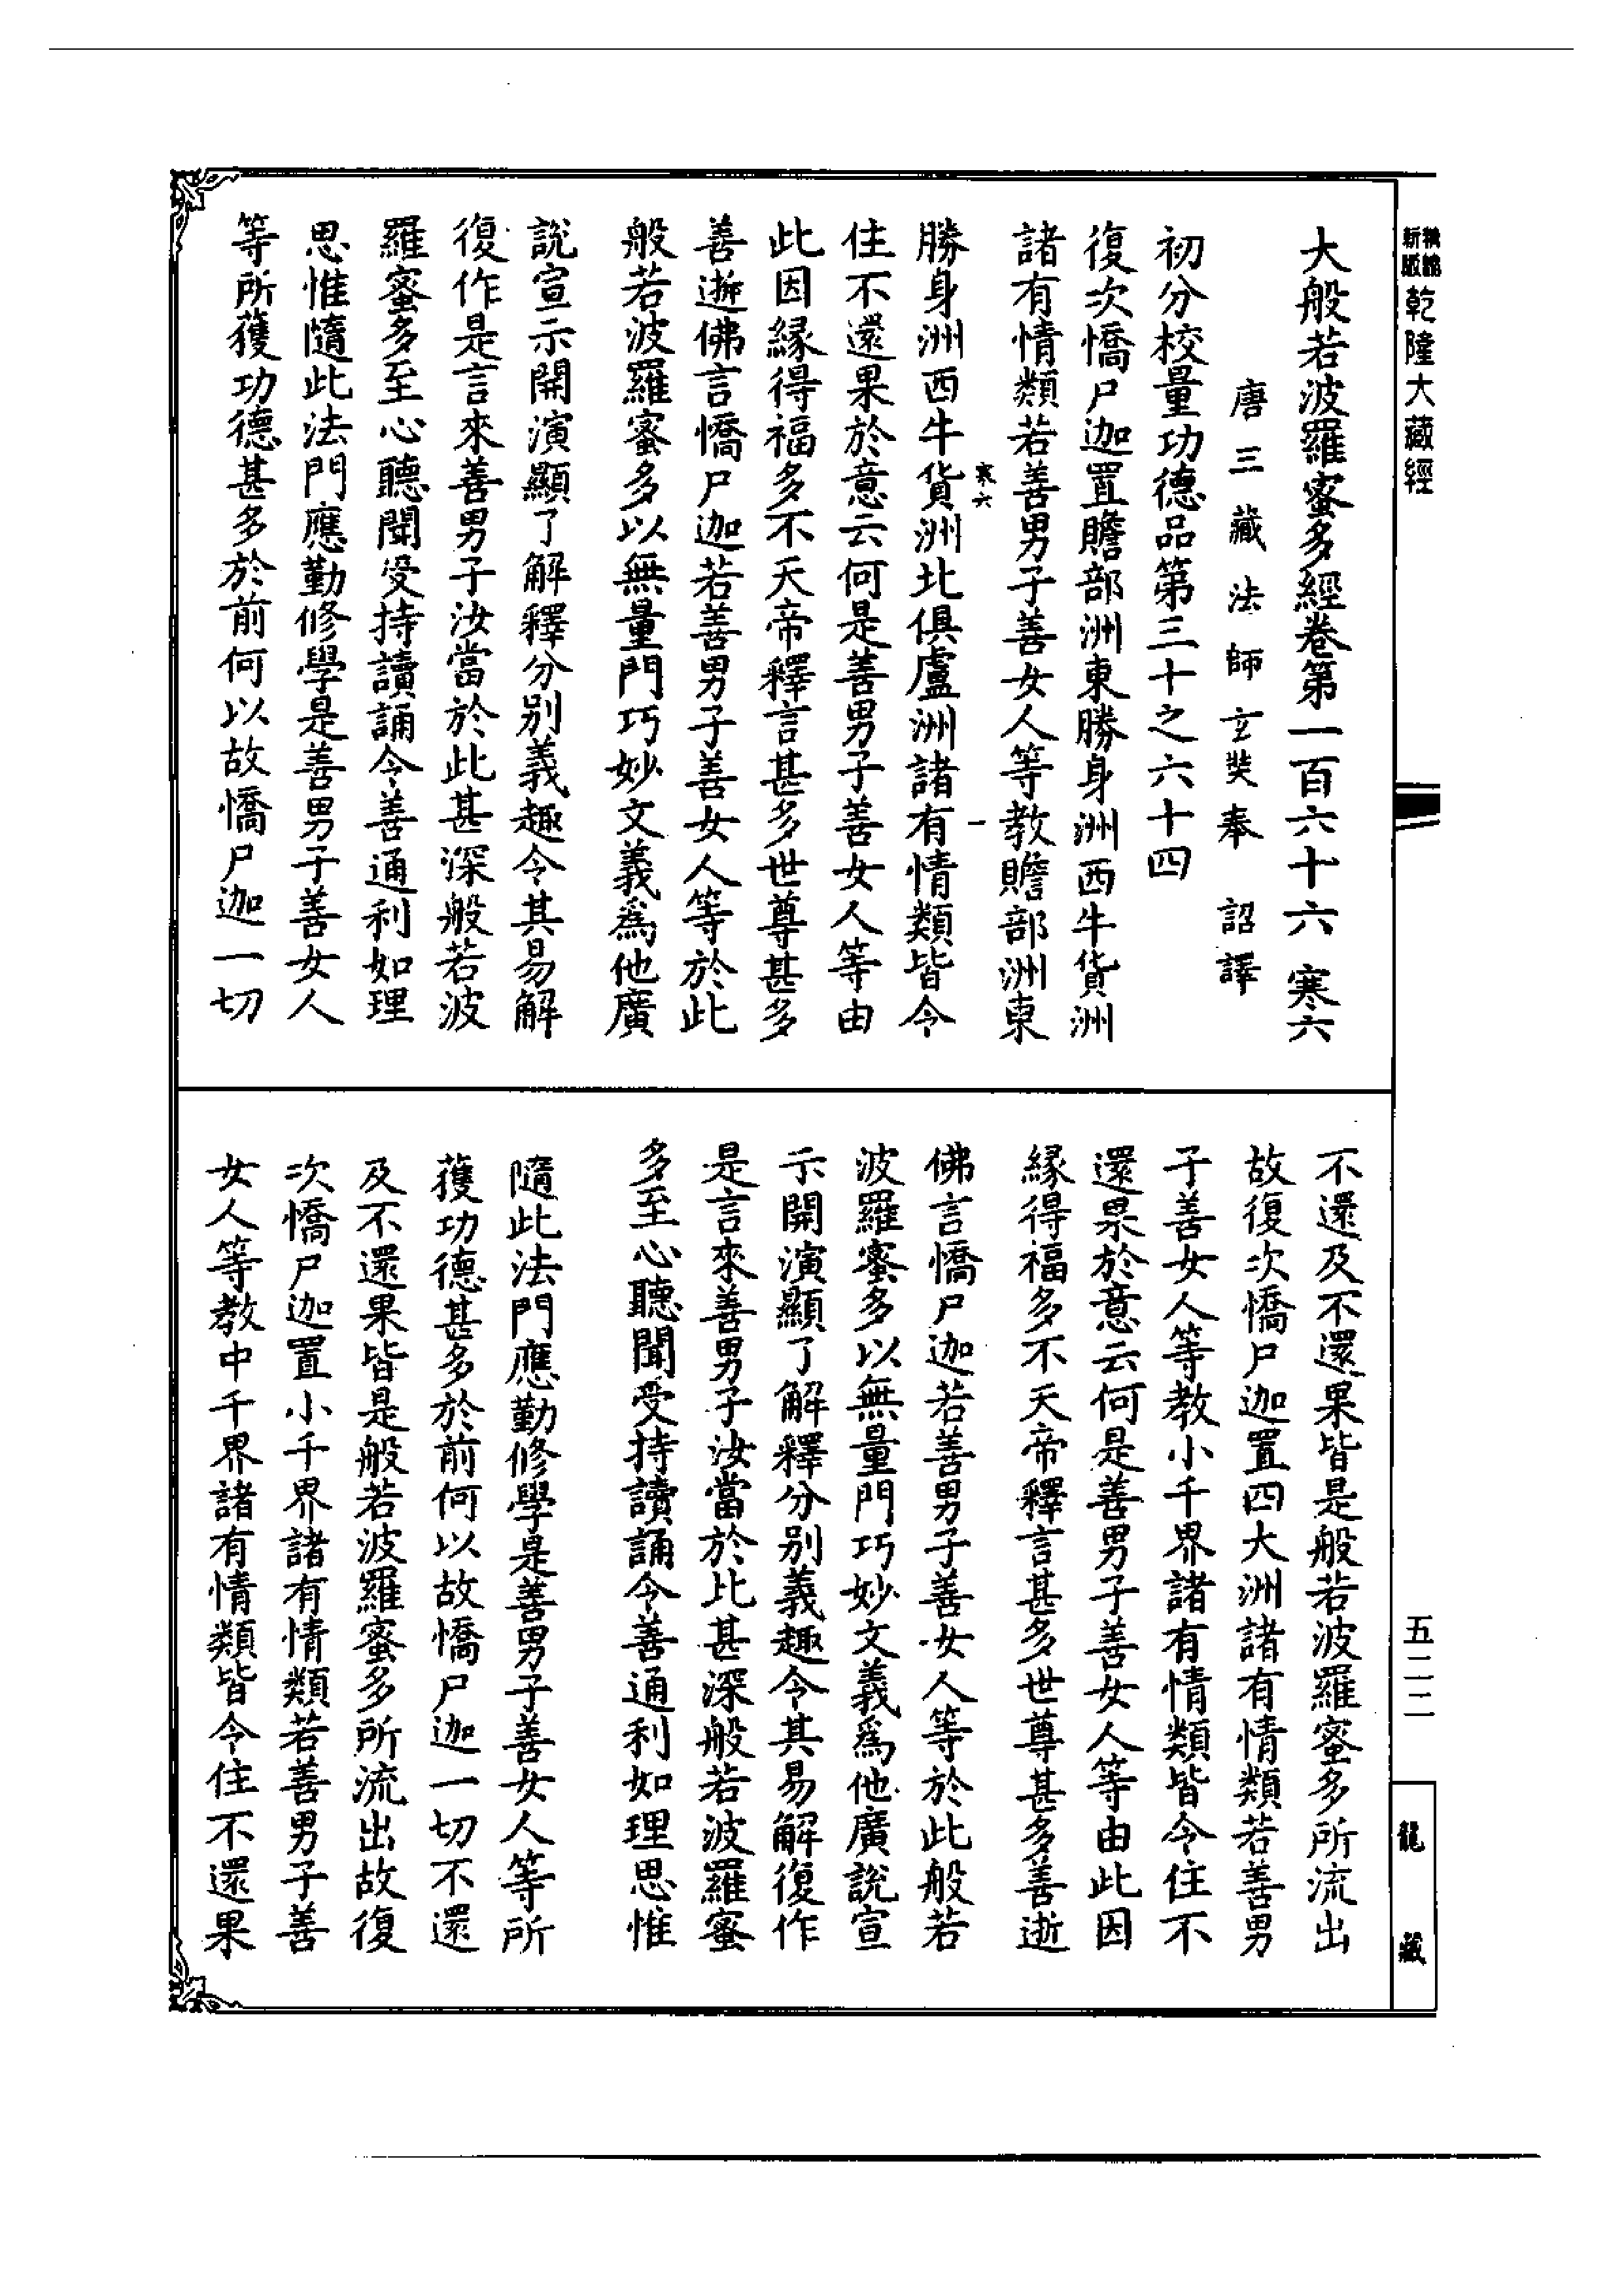 新版
乾隆大藏經
大般若波羅蜜多經卷第一百六十六 寒六
唐三藏法師玄奘奉 詔譯
初分校量功德品第三十之六十四
復次憍尸迦置贍部洲東勝身洲西牛貨洲
諸有情類若善男子善女人等教贍部洲東
寒六 一
勝身洲西牛貨洲北俱盧洲諸有情類皆令
住不還果於意云何是善男子善女人等由
此因緣得福多不天帝釋言甚多世尊甚多
善逝佛言憍尸迦若善男子善女人等於此
般若波羅蜜多以無量門巧妙文義爲他廣
說宣示開演顯了解釋分別義趣令其易解
復作是言來善男子汝當於此甚深般若波
羅蜜多至心聽聞受持讀誦令善通利如理
思惟隨此法門應勤修學是善男子善女人
等所獲功德甚多於前何以故憍尸迦一切
不還及不還果皆是般若波羅蜜多所流出
故復次憍尸迦置四大洲諸有情類若善男
子善女人等教小千界諸有情類皆令住不
還果於意云何是善男子善女人等由此因
緣得福多不天帝釋言甚多世尊甚多善逝
佛言憍尸迦若善男子善女人等於此般若
波羅蜜多以無量門巧妙文義爲他廣說宣
示開演顯了解釋分別義趣令其易解復作
是言來善男子汝當於此甚深般若波羅蜜
多至心聽聞受持讀誦令善通利如理思惟
隨此法門應勤修學是善男子善女人等所
獲功德甚多於前何以故憍尸迦一切不還
及不還果皆是般若波羅蜜多所流出故復
次憍尸迦置小千界諸有情類若善男子善
女人等教中千界諸有情類皆令住不還果
五二二
龍藏